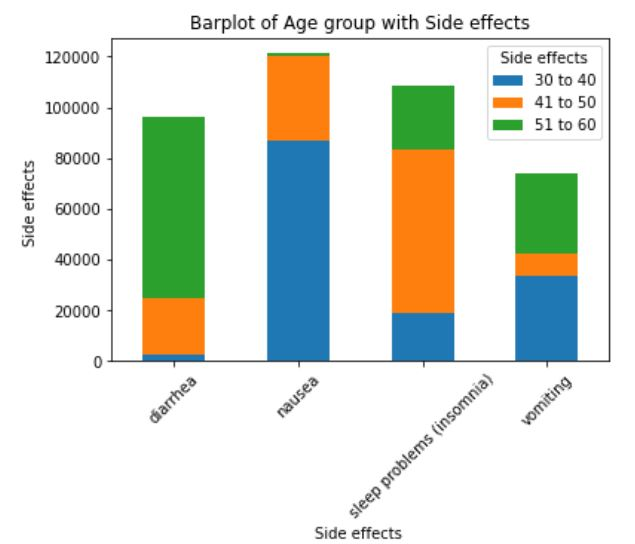 Barplot of Age group with Side effects
Side effects
30 to 40
41 to 50
51 to 60
120000
100000
80000
60000
40000
20000
0
Side effects
diarrhea
nausea
sleep problems (insomnia)
vomiting
Side effects